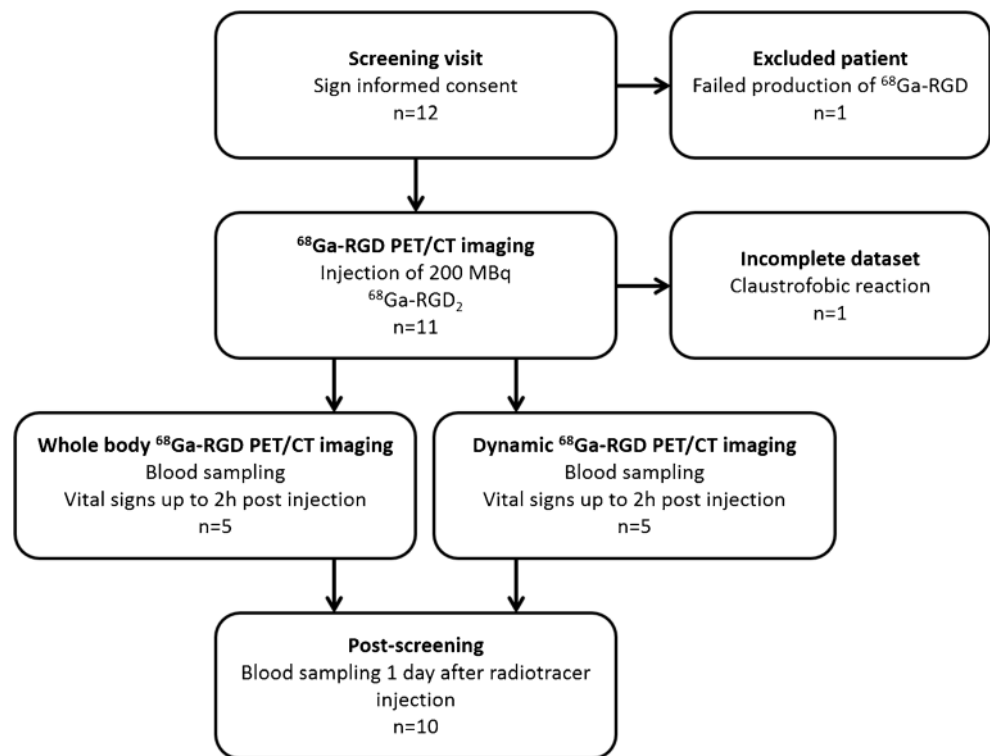 Screening visit
Sign informed consent
n=12
Excluded patient
Failed production of ⁶⁸Ga-RGD
n=1
⁶⁸Ga-RGD PET/CT imaging
Injection of 200 MBq
⁶⁸Ga-RGD₂
n=11
Incomplete dataset
Claustrofobic reaction
n=1
Whole body ⁶⁸Ga-RGD PET/CT imaging
Blood sampling
Vital signs up to 2h post injection
n=5
Dynamic ⁶⁸Ga-RGD PET/CT imaging
Blood sampling
Vital signs up to 2h post injection
n=5
Post-screening
Blood sampling 1 day after radiotracer
injection
n=10